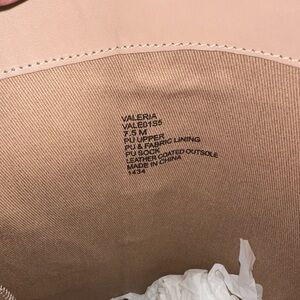 VALERIA
VALE01S5
7.5 M
PU UPPER
PU & FABRIC LINING
PU SOCK
LEATHER COATED OUTSOLE
MADE IN CHINA
1434